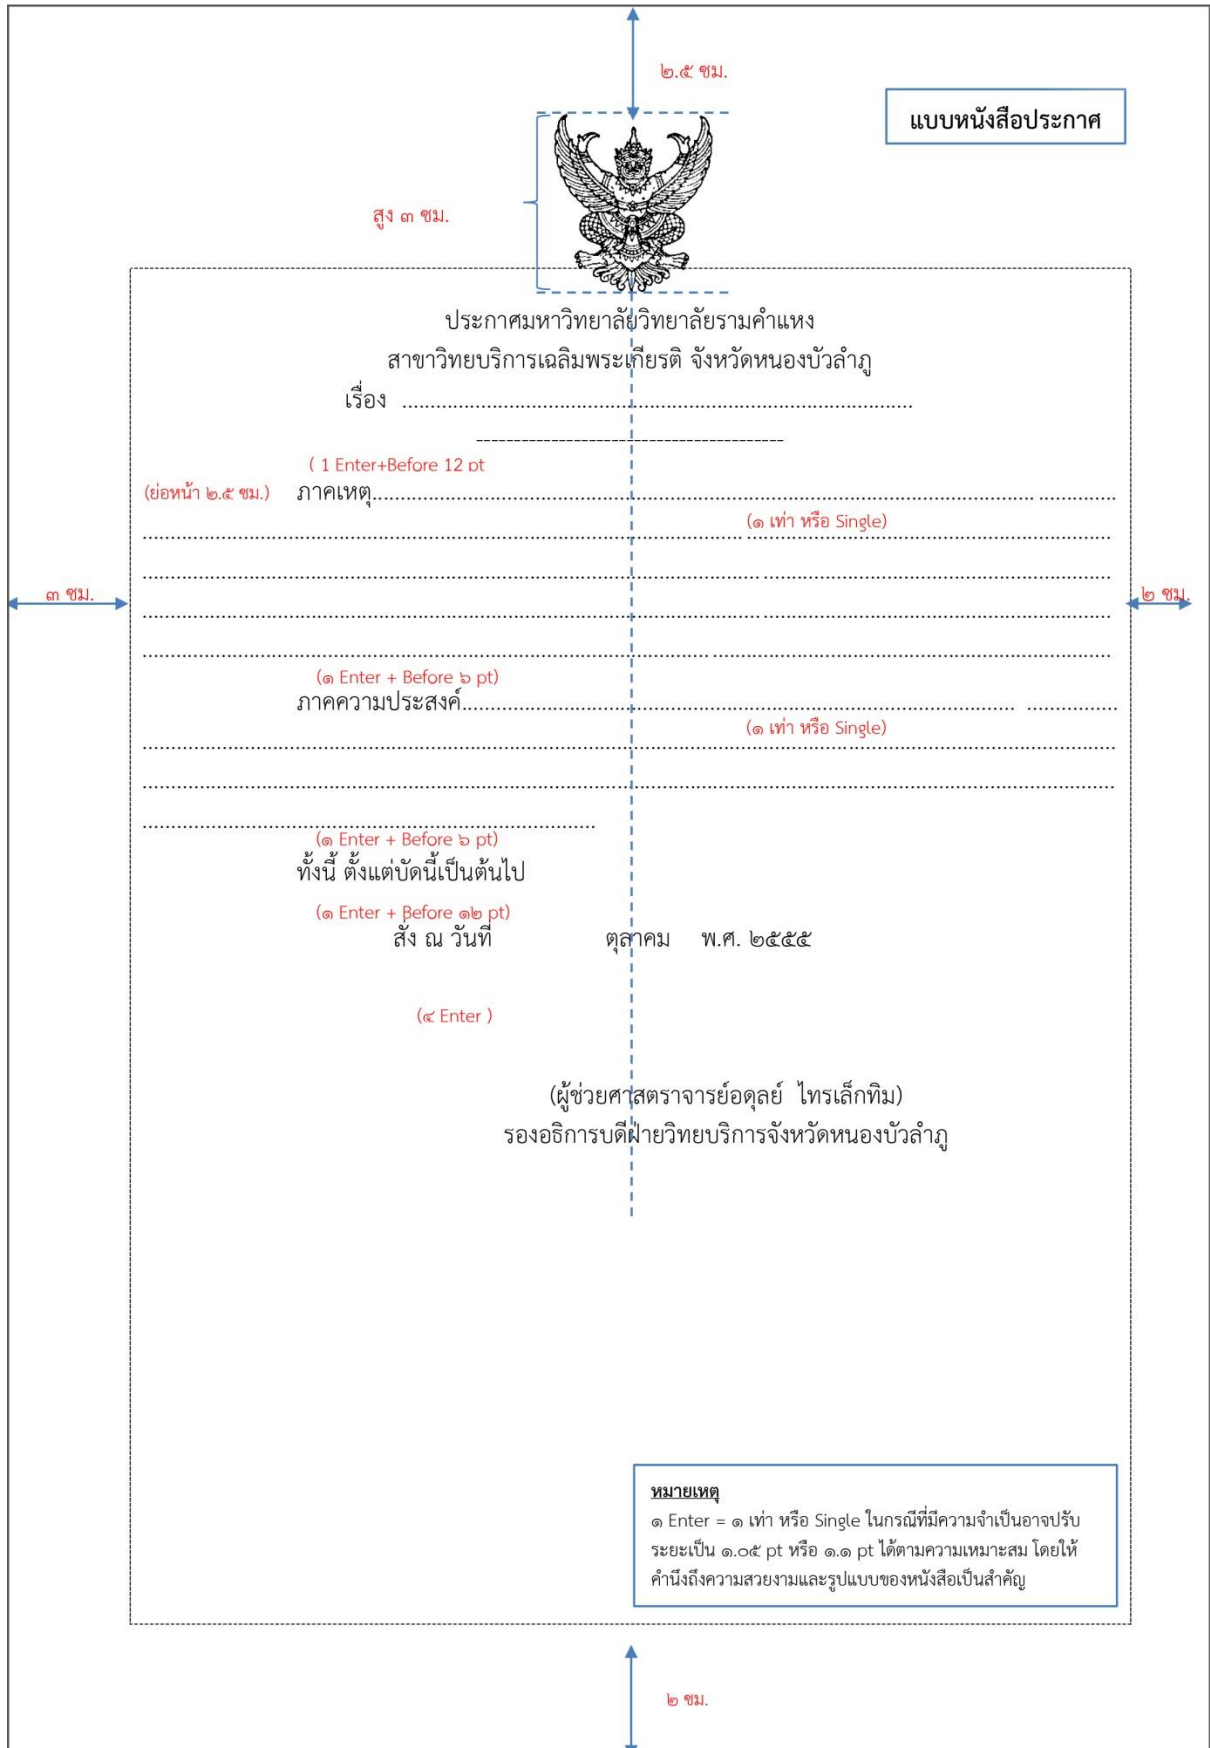 ๒.๕ ซม.
แบบหนังสือประกาศ
สูง ๓ ซม.
ประกาศมหาวิทยาลัยวิทยาลัยรามคำแหง
สาขาวิทยบริการเฉลิมพระเกียรติ จังหวัดหนองบัวลำภู
เรื่อง ..........................................................................................
-----------------------------------------
( 1 Enter+Before 12 pt
(ย่อหน้า ๒.๕ ซม.) ภาคเหตุ..........................................................................................
(๑ เท่า หรือ Single)
..........................................................................................
..........................................................................................
๓ ซม.
๒ ซม.
..........................................................................................
..........................................................................................
(๑ Enter + Before ๖ pt)
ภาคความประสงค์..........................................................................................
(๑ เท่า หรือ Single)
..........................................................................................
..........................................................................................
..........................................................................................
(๑ Enter + Before ๖ pt)
ทั้งนี้ ตั้งแต่บัดนี้เป็นต้นไป
(๑ Enter + Before ๑๒ pt)
สั่ง ณ วันที่ ตุลาคม พ.ศ. ๒๕๕๕
(๔ Enter )
(ผู้ช่วยศาสตราจารย์อดุลย์ ไทรเล็กทิม)
รองอธิการบดีฝ่ายวิทยบริการจังหวัดหนองบัวลำภู
หมายเหตุ
๑ Enter = ๑ เท่า หรือ Single ในกรณีที่มีความจำเป็นอาจปรับ
ระยะเป็น ๑.๐๕ pt หรือ ๑.๑ pt ได้ตามความเหมาะสม โดยให้
คำนึงถึงความสวยงามและรูปแบบของหนังสือเป็นสำคัญ
๒ ซม.